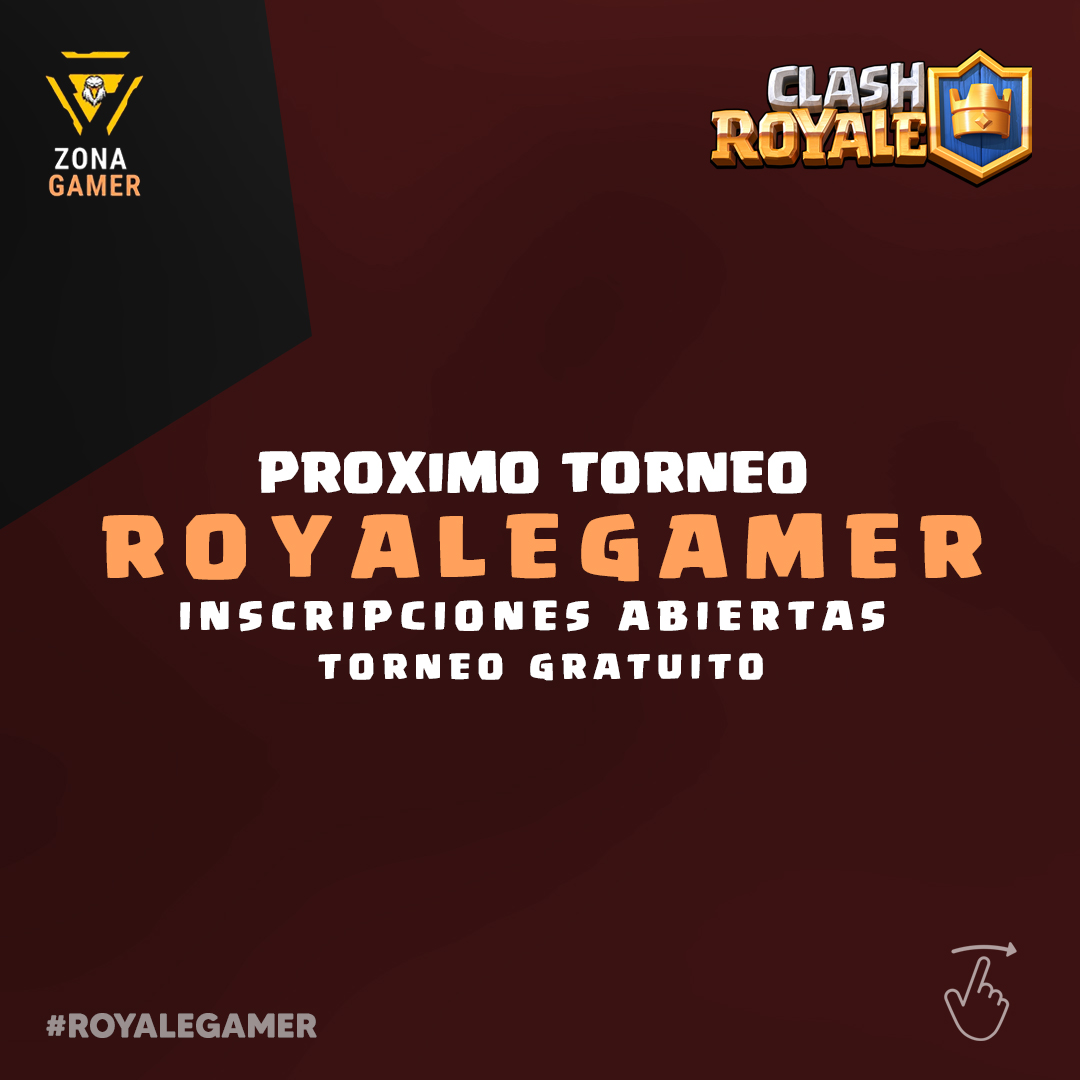 ZONA
GAMER
CLASH
ROYALE
PROXIMO TORNEO
ROYALEGAMER
INSCRIPCIONES ABIERTAS
TORNEO GRATUITO
#ROYALEGAMER